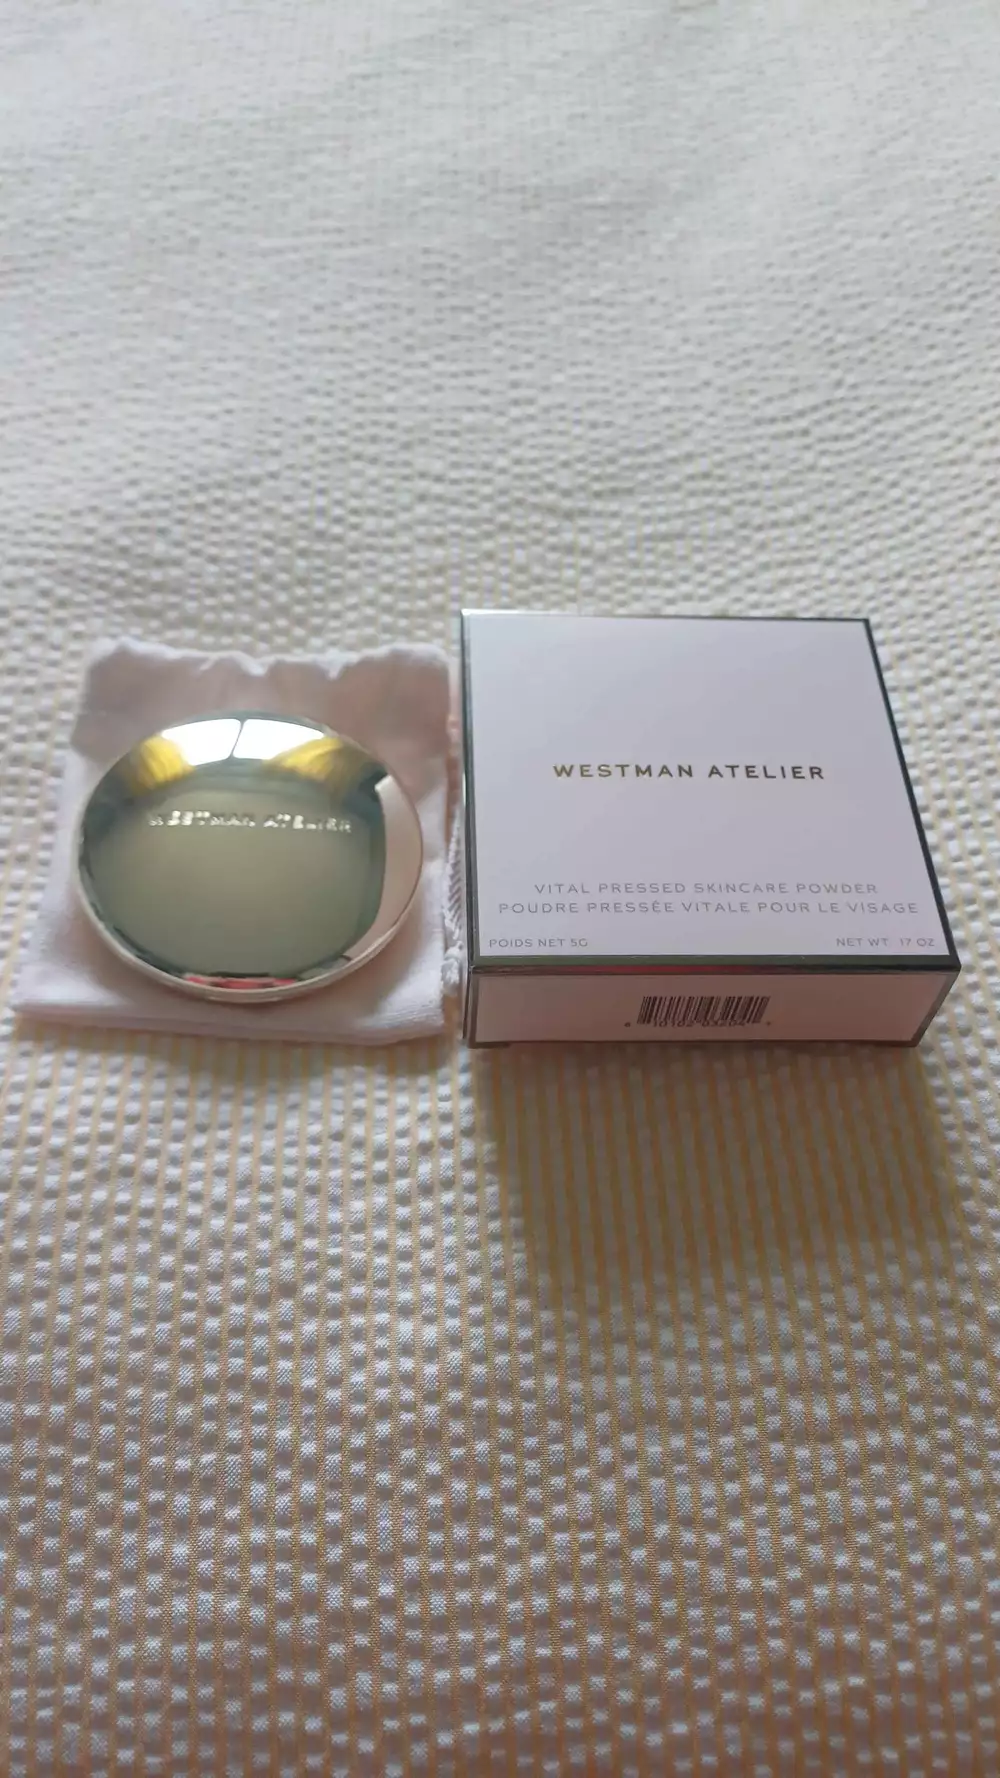 WESTMAN ATELIER
WESTMAN ATELIER
VITAL PRESSED SKINCARE POWDER
POUDRE PRESSÉE VITALE POUR LE VISAGE
POIDS NET 5G
NET WT .17 OZ